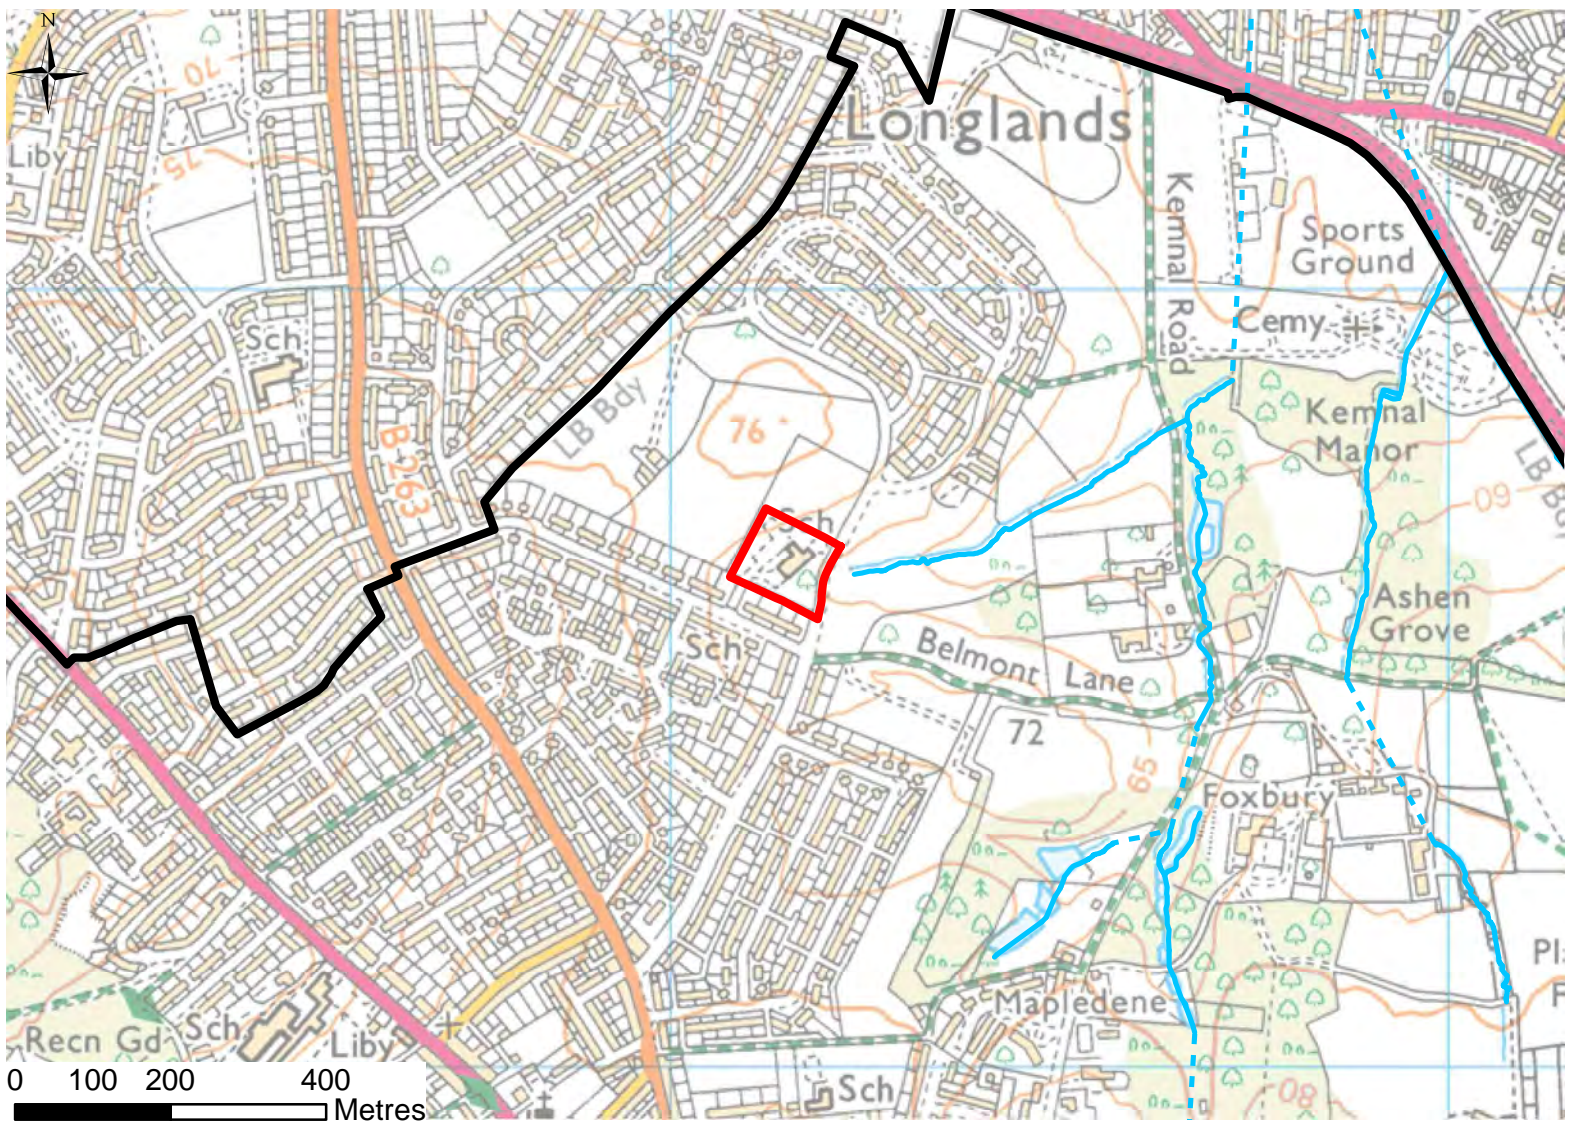 N
70
Liby
75
Longlands
Kemnal Road
Sports
Ground
Sch
Cemy
LB Bdy
76
B 263
Kemnal
Manor
LB Bdy
60
Sch
Ashen
Grove
Sch
Belmont Lane
72
65
Foxbury
Mapledene
Recn Gd
Sch
Liby
Sch
80
0 100 200 400
Metres